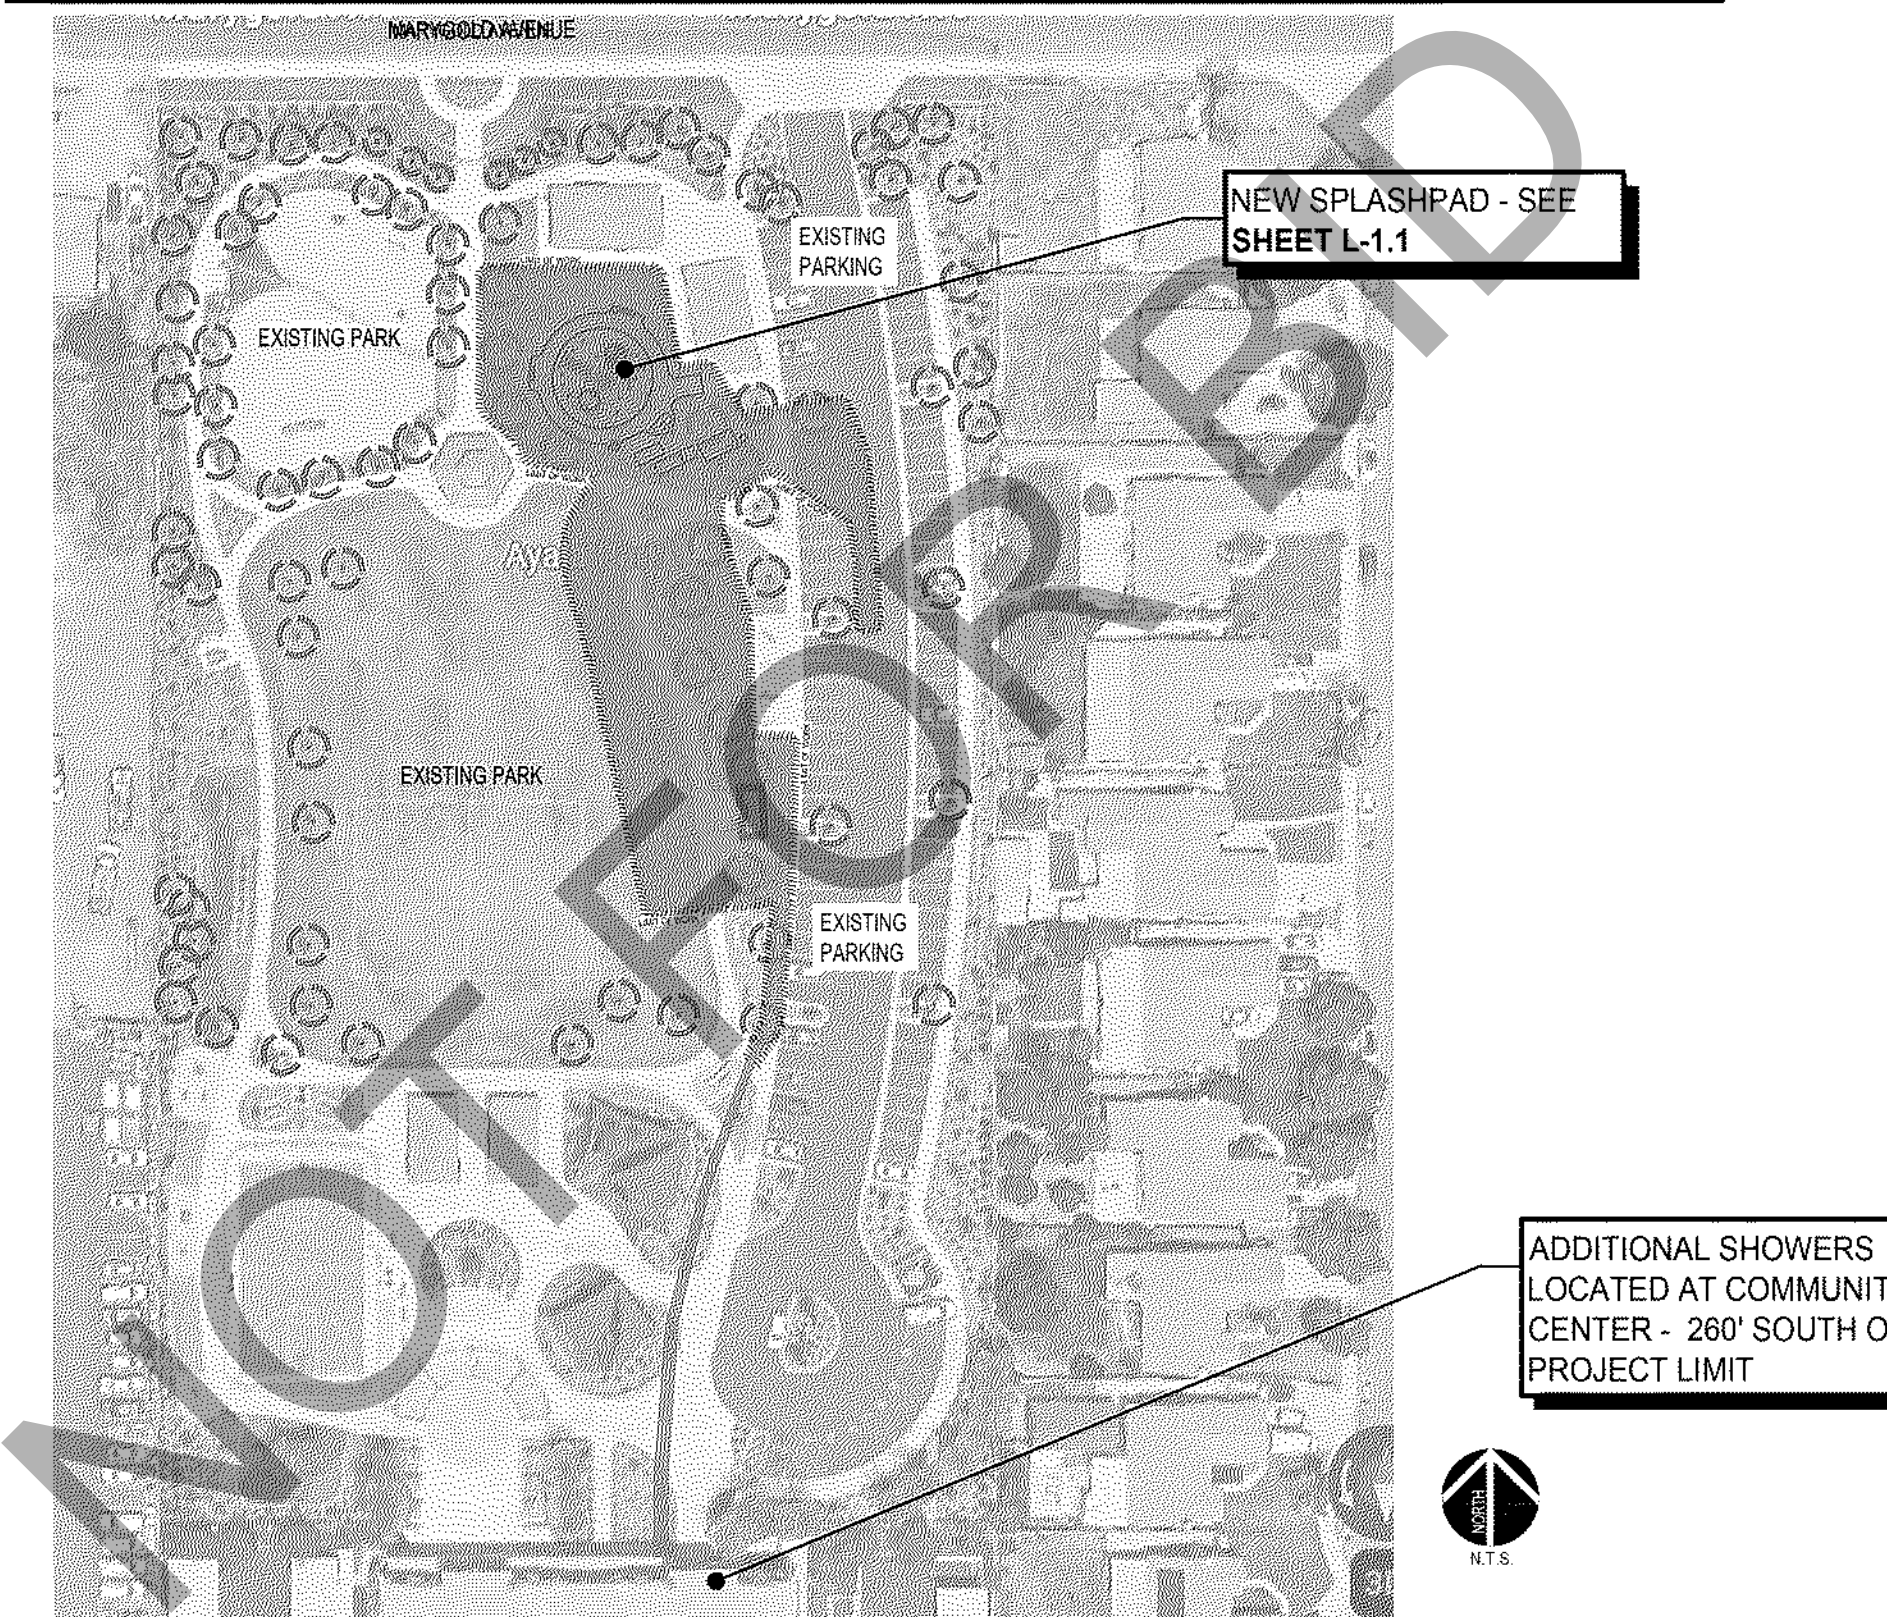 MARYGOLD AVENUE
NEW SPLASHPAD - SEE
SHEET L-1.1
EXISTING
PARKING
EXISTING PARK
Aya
EXISTING PARK
EXISTING
PARKING
ADDITIONAL SHOWERS
LOCATED AT COMMUNIT
CENTER - 260' SOUTH O
PROJECT LIMIT
NORTH
N.T.S.
NOT FOR BID